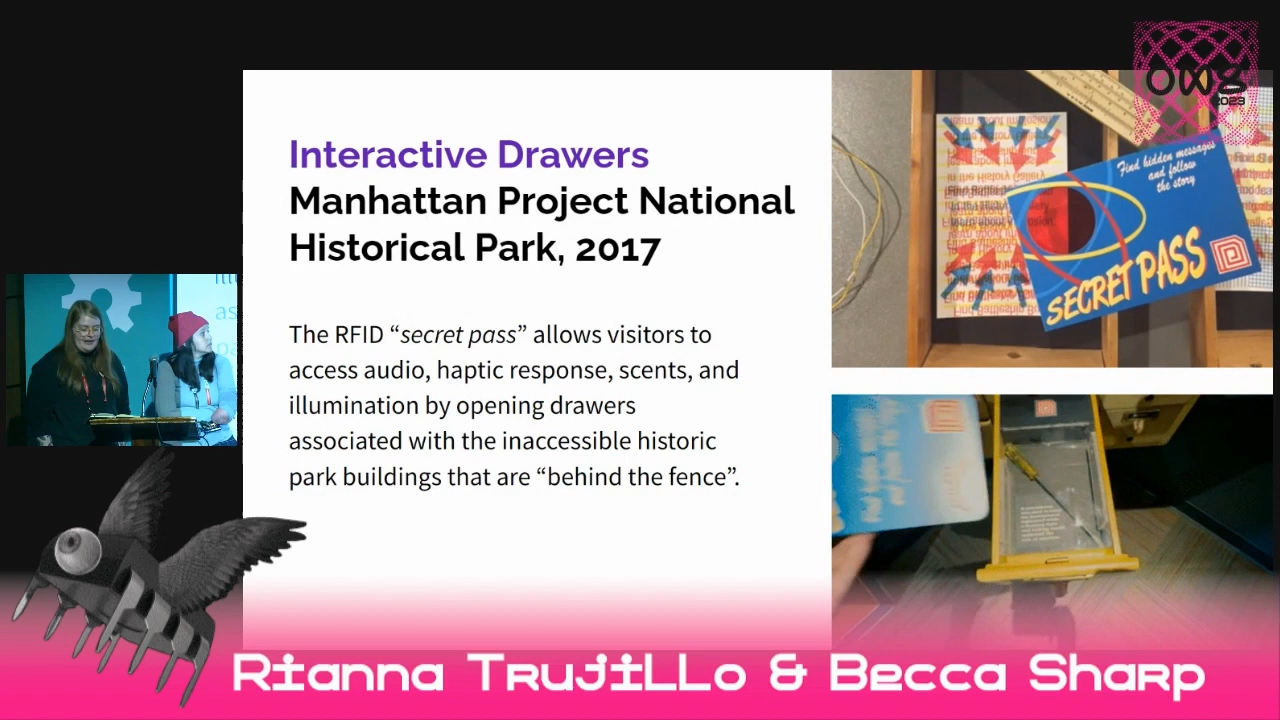 OHS
2023
Interactive Drawers
Manhattan Project National
Historical Park, 2017
The RFID “secret pass” allows visitors to
access audio, haptic response, scents, and
illumination by opening drawers
associated with the inaccessible historic
park buildings that are “behind the fence”.
Find hidden messages
and follow
the story
SECRET PASS
Rianna Trujillo & Becca Sharp